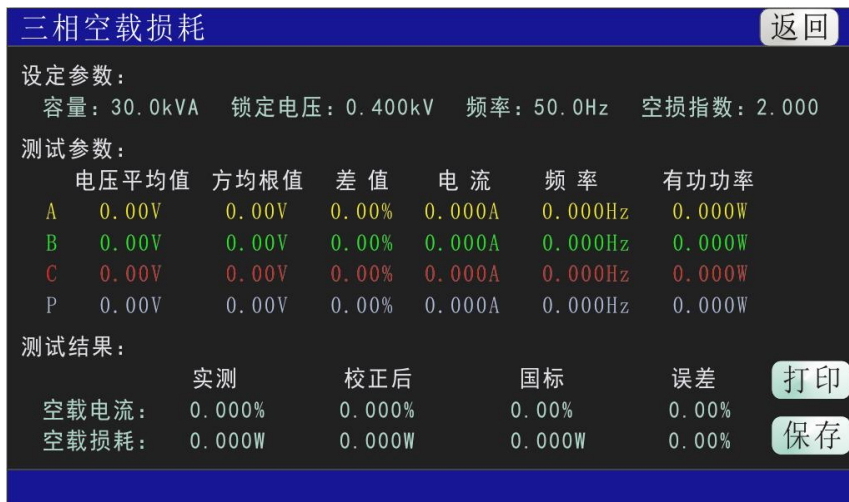 三相空载损耗 返回
设定参数:
容量: 30.0kVA 锁定电压: 0.400kV 频率: 50.0Hz 空损指数: 2.000
测试参数:
电压平均值 方均根值 差 值 电 流 频 率 有功功率
A 0.00V 0.00V 0.00% 0.000A 0.000Hz 0.000W
B 0.00V 0.00V 0.00% 0.000A 0.000Hz 0.000W
C 0.00V 0.00V 0.00% 0.000A 0.000Hz 0.000W
P 0.00V 0.00V 0.00% 0.000A 0.000Hz 0.000W
测试结果:
实测 校正后 国标 误差 打印
空载电流: 0.000% 0.000% 0.00% 0.00%
空载损耗: 0.000W 0.000W 0.000W 0.00% 保存